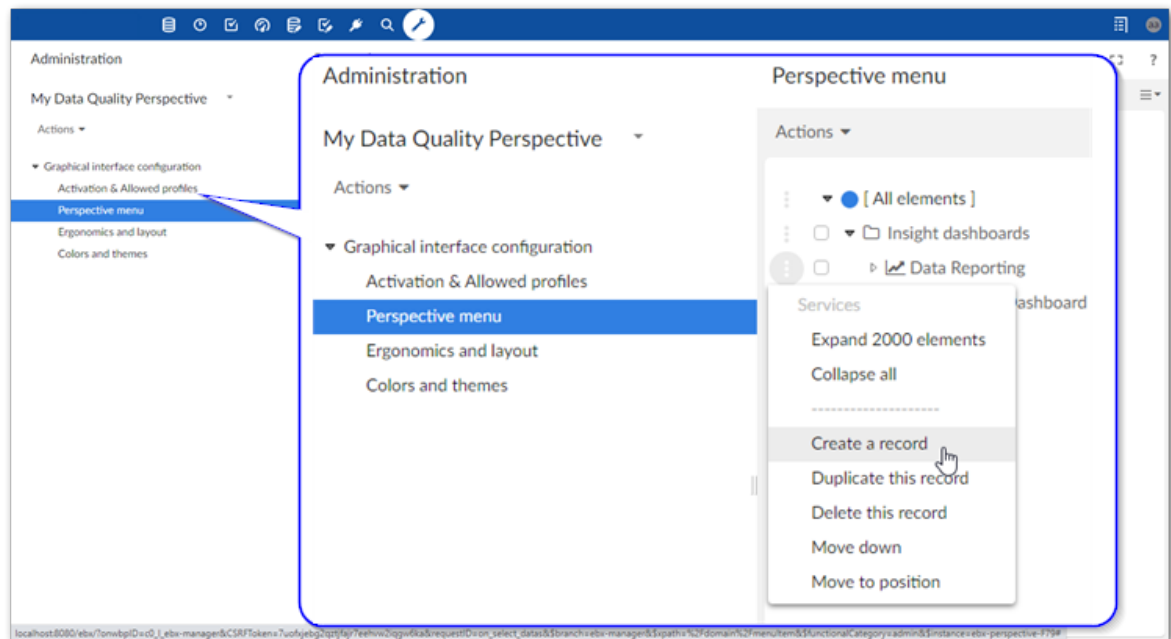 Administration
?
My Data Quality Perspective
Actions
Graphical interface configuration
Activation & Allowed profiles
Perspective menu
Ergonomics and layout
Colors and themes
Administration
My Data Quality Perspective
Actions
Graphical interface configuration
Activation & Allowed profiles
Perspective menu
Ergonomics and layout
Colors and themes
Perspective menu
Actions
[ All elements ]
Insight dashboards
Data Reporting
ashboard
Services
Expand 2000 elements
Collapse all
--------------------
Create a record
Duplicate this record
Delete this record
Move down
Move to position